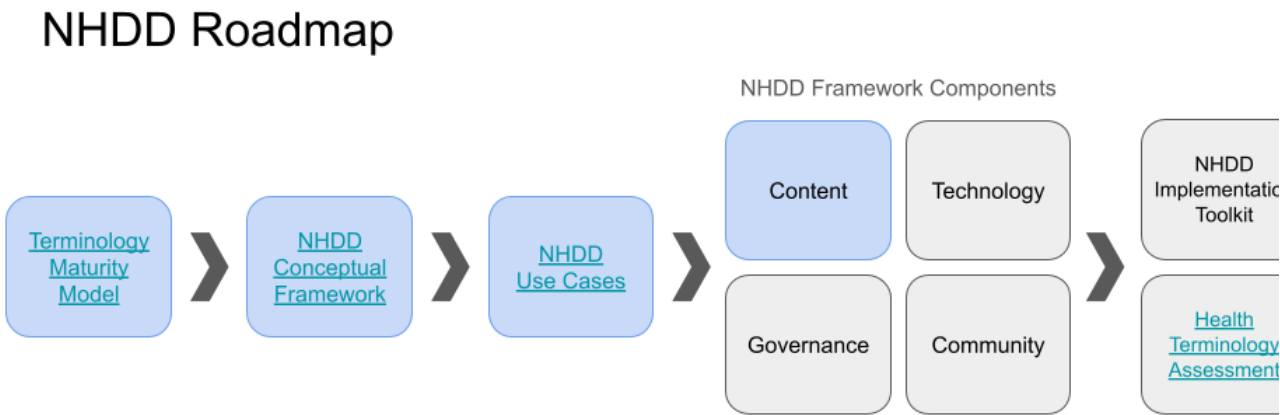 NHDD Roadmap
NHDD Framework Components
Terminology
Maturity
Model
NHDD
Conceptual
Framework
NHDD
Use Cases
Content
Technology
Governance
Community
NHDD
Implementatio
Toolkit
Health
Terminology
Assessment